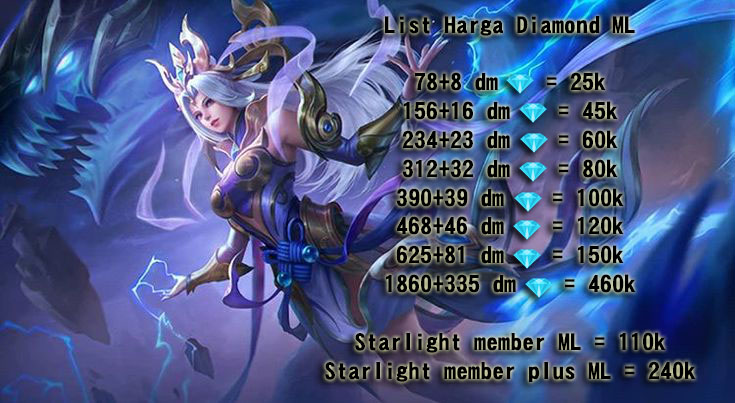 List Harga Diamond ML
78+8 dm 💎 = 25k
156+16 dm 💎 = 45k
234+23 dm 💎 = 60k
312+32 dm 💎 = 80k
390+39 dm 💎 = 100k
468+46 dm 💎 = 120k
625+81 dm 💎 = 150k
1860+335 dm 💎 = 460k
Starlight member ML = 110k
Starlight member plus ML = 240k